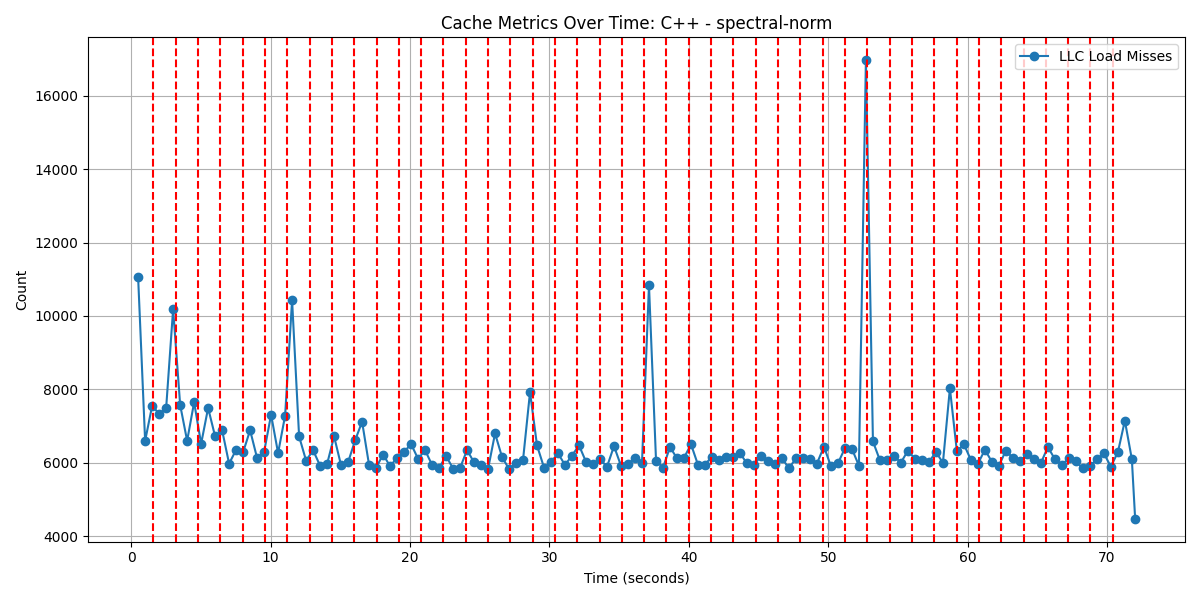 Cache Metrics Over Time: C++ - spectral-norm
LLC Load Misses
Count
16000
14000
12000
10000
8000
6000
4000
0 10 20 30 40 50 60 70
Time (seconds)